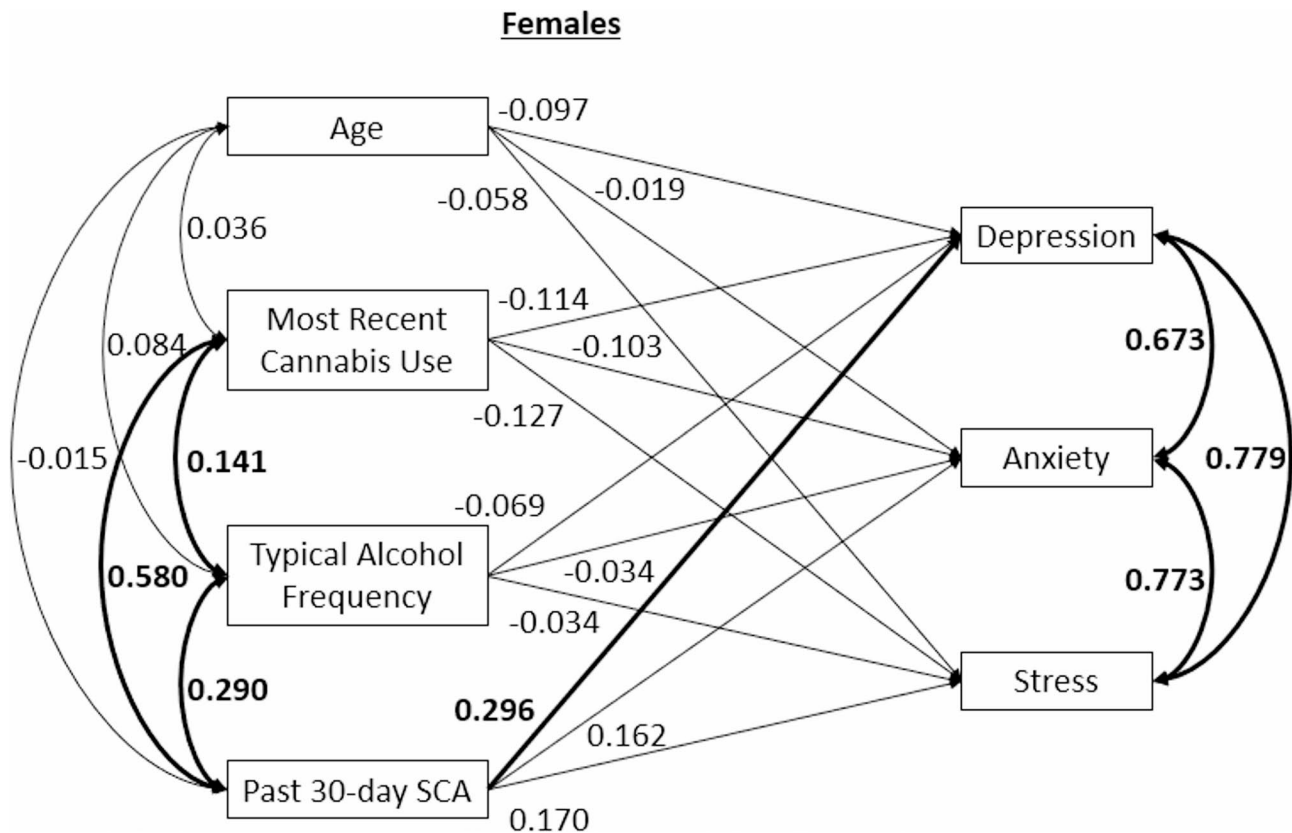 Females
-0.097
Age
-0.019
-0.058
0.036
Depression
-0.114
Most Recent
Cannabis Use
0.084
-0.103
0.673
-0.127
-0.015
0.141
Anxiety
0.779
-0.069
Typical Alcohol
Frequency
0.580
-0.034
0.773
-0.034
0.290
Stress
0.296
0.162
Past 30-day SCA
0.170